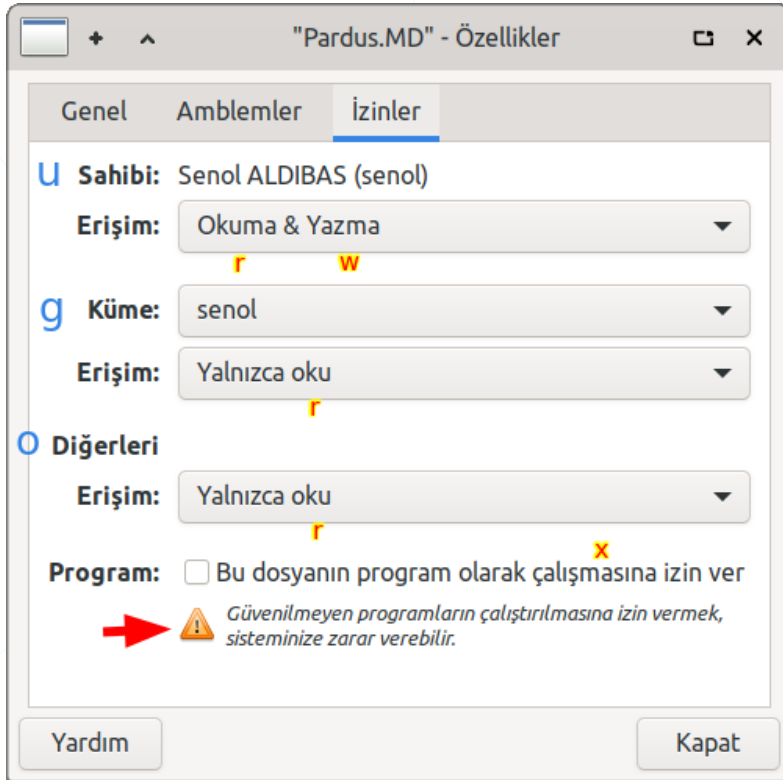 "Pardus.MD" - Özellikler
Genel Amblemler İzinler
u Sahibi: Senol ALDIBAS (senol)
Erişim: Okuma & Yazma
r w
g Küme: senol
Erişim: Yalnızca oku
r
o Diğerleri
Erişim: Yalnızca oku
r
x
Program: Bu dosyanın program olarak çalışmasına izin ver
Güvenilmeyen programların çalıştırılmasına izin vermek,
sisteminize zarar verebilir.
Yardım Kapat